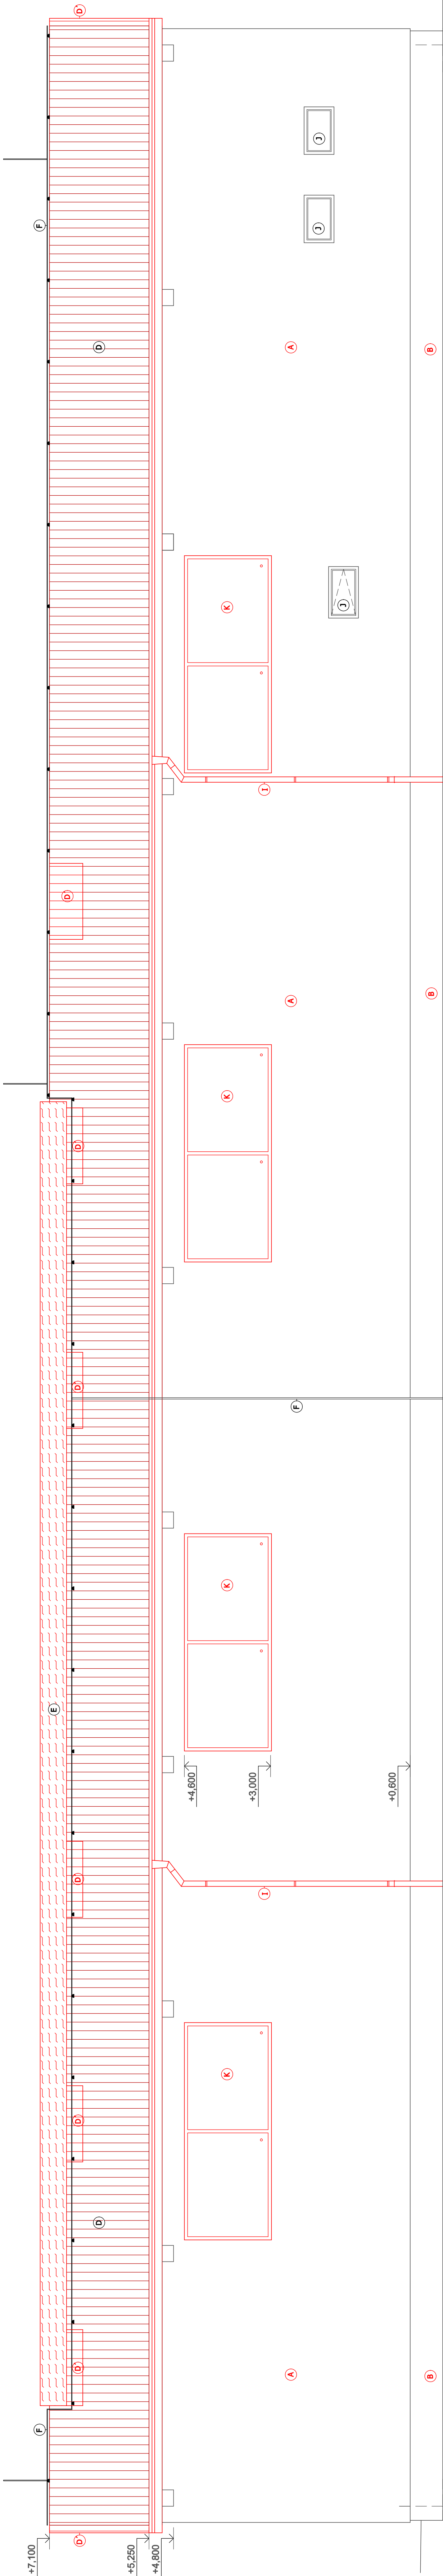 +7,100
F
F
E
D'
D'
D'
D'
D'
D'
D'
D'
D
D
+5,250
+4,800
+4,600
K
K
K
K
+3,000
I
I
A
F
A
A
J
J
J
+0,600
B
B
B